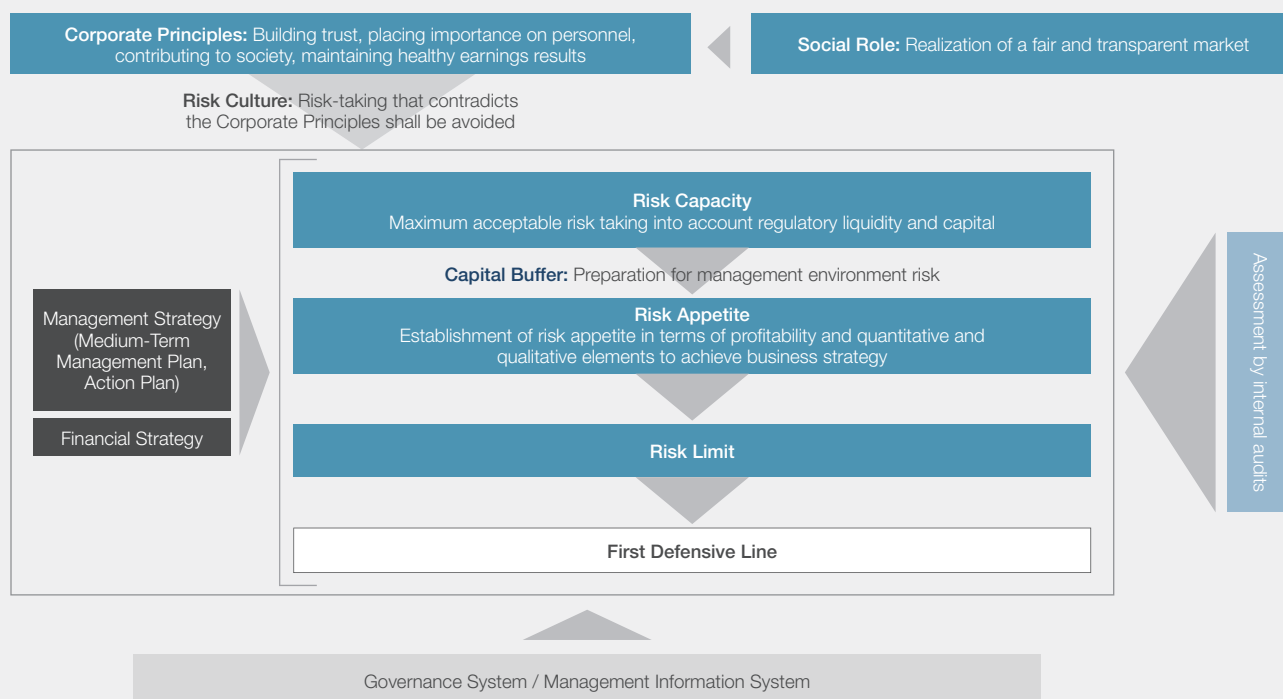 Corporate Principles: Building trust, placing importance on personnel,
contributing to society, maintaining healthy earnings results
Social Role: Realization of a fair and transparent market
Risk Culture: Risk-taking that contradicts
the Corporate Principles shall be avoided
Risk Capacity
Maximum acceptable risk taking into account regulatory liquidity and capital
Capital Buffer: Preparation for management environment risk
Management Strategy
(Medium-Term
Management Plan,
Action Plan)
Financial Strategy
Risk Appetite
Establishment of risk appetite in terms of profitability and quantitative and
qualitative elements to achieve business strategy
Risk Limit
First Defensive Line
Assessment by internal audits
Governance System / Management Information System